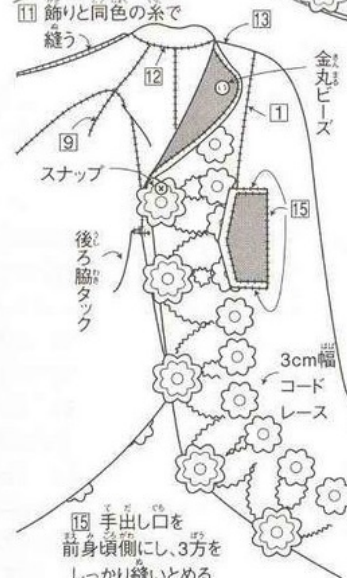 11 飾りと同色の糸で
縫う
13
12
金丸ビーズ
1
9
スナップ
15
後ろ脇タック
3cm幅
コード
レース
15 手出し口を
前身頃側にし、3方を
しっかり縫いとめる